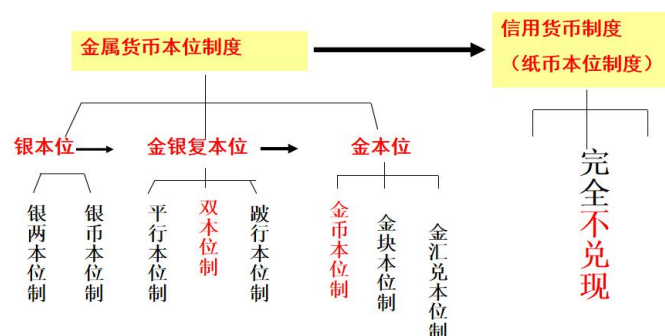 金属货币本位制度
信用货币制度
（纸币本位制度）
银本位
金银复本位
金本位
银两本位制
银币本位制
平行本位制
双本位制
跛行本位制
金币本位制
金块本位制
金汇兑本位制
完全不兑现